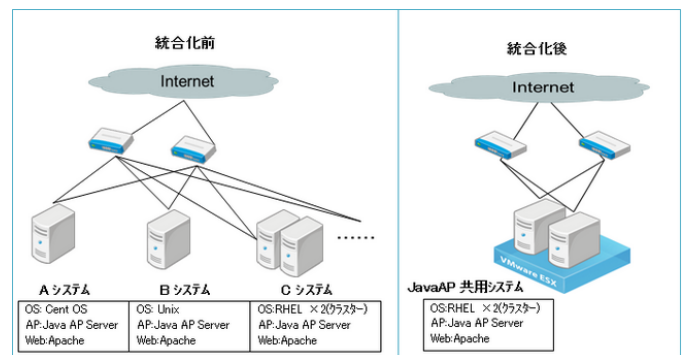 統合化前
Internet
......
Aシステム
OS: Cent OS
AP:Java AP Server
Web:Apache
Bシステム
OS: Unix
AP:Java AP Server
Web:Apache
Cシステム
OS:RHEL ×2(クラスター)
AP:Java AP Server
Web:Apache
統合化後
Internet
VMware ESX
JavaAP 共用システム
OS:RHEL ×2(クラスター)
AP:Java AP Server
Web:Apache